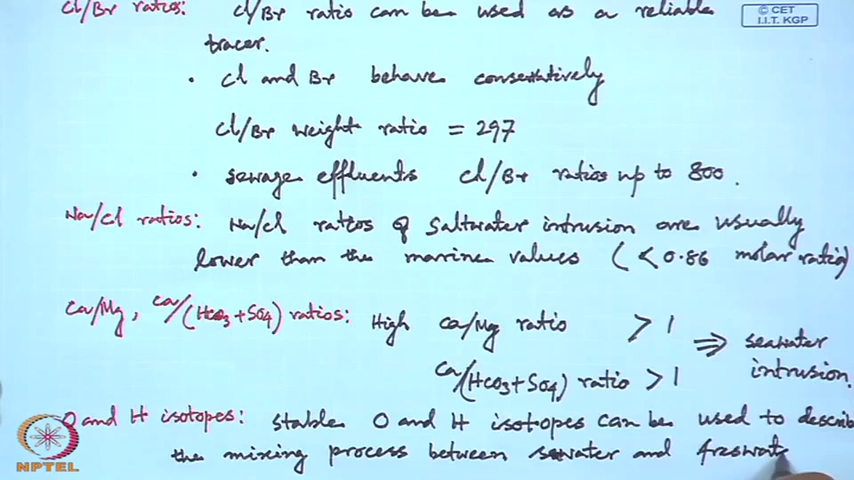 Cl/Br ratios: Cl/Br ratio can be used as a reliable
© CET
I.I.T. KGP
tracer.
• Cl and Br behave conservatively
Cl/Br weight ratio = 297
• sewage effluents Cl/Br ratios up to 800.
Na/Cl ratios: Na/Cl ratios of saltwater intrusion are usually
lower than the marine values (< 0.86 molar ratio)
Ca/Mg, Ca/(HCO3+SO4) ratios: High Ca/Mg ratio > 1
Ca/(HCO3+SO4) ratio > 1
⇒ seawater
intrusion.
O and H isotopes: stable O and H isotopes can be used to describ
the mixing process between and freswat
NPTEL